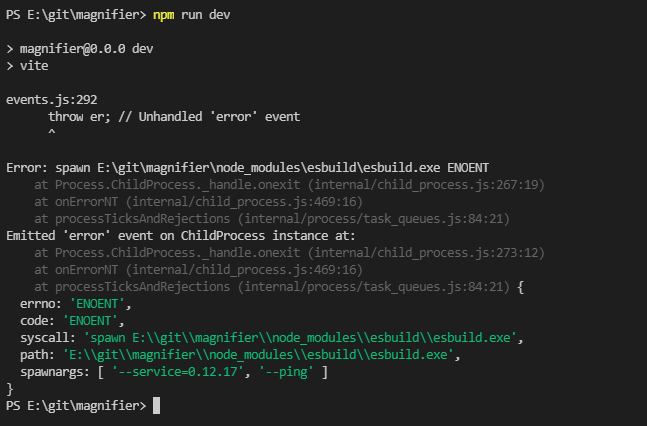 PS E:\git\magnifier> npm run dev
> magnifier@0.0.0 dev
> vite
events.js:292
throw er; // Unhandled 'error' event
^
Error: spawn E:\git\magnifier\node_modules\esbuild\esbuild.exe ENOENT
at Process.ChildProcess._handle.onexit (internal/child_process.js:267:19)
at onErrorNT (internal/child_process.js:469:16)
at processTicksAndRejections (internal/process/task_queues.js:84:21)
Emitted 'error' event on ChildProcess instance at:
at Process.ChildProcess._handle.onexit (internal/child_process.js:273:12)
at onErrorNT (internal/child_process.js:469:16)
at processTicksAndRejections (internal/process/task_queues.js:84:21) {
errno: 'ENOENT',
code: 'ENOENT',
syscall: 'spawn E:\\git\\magnifier\\node_modules\\esbuild\\esbuild.exe',
path: 'E:\\git\\magnifier\\node_modules\\esbuild\\esbuild.exe',
spawnargs: [ '--service=0.12.17', '--ping' ]
}
PS E:\git\magnifier>